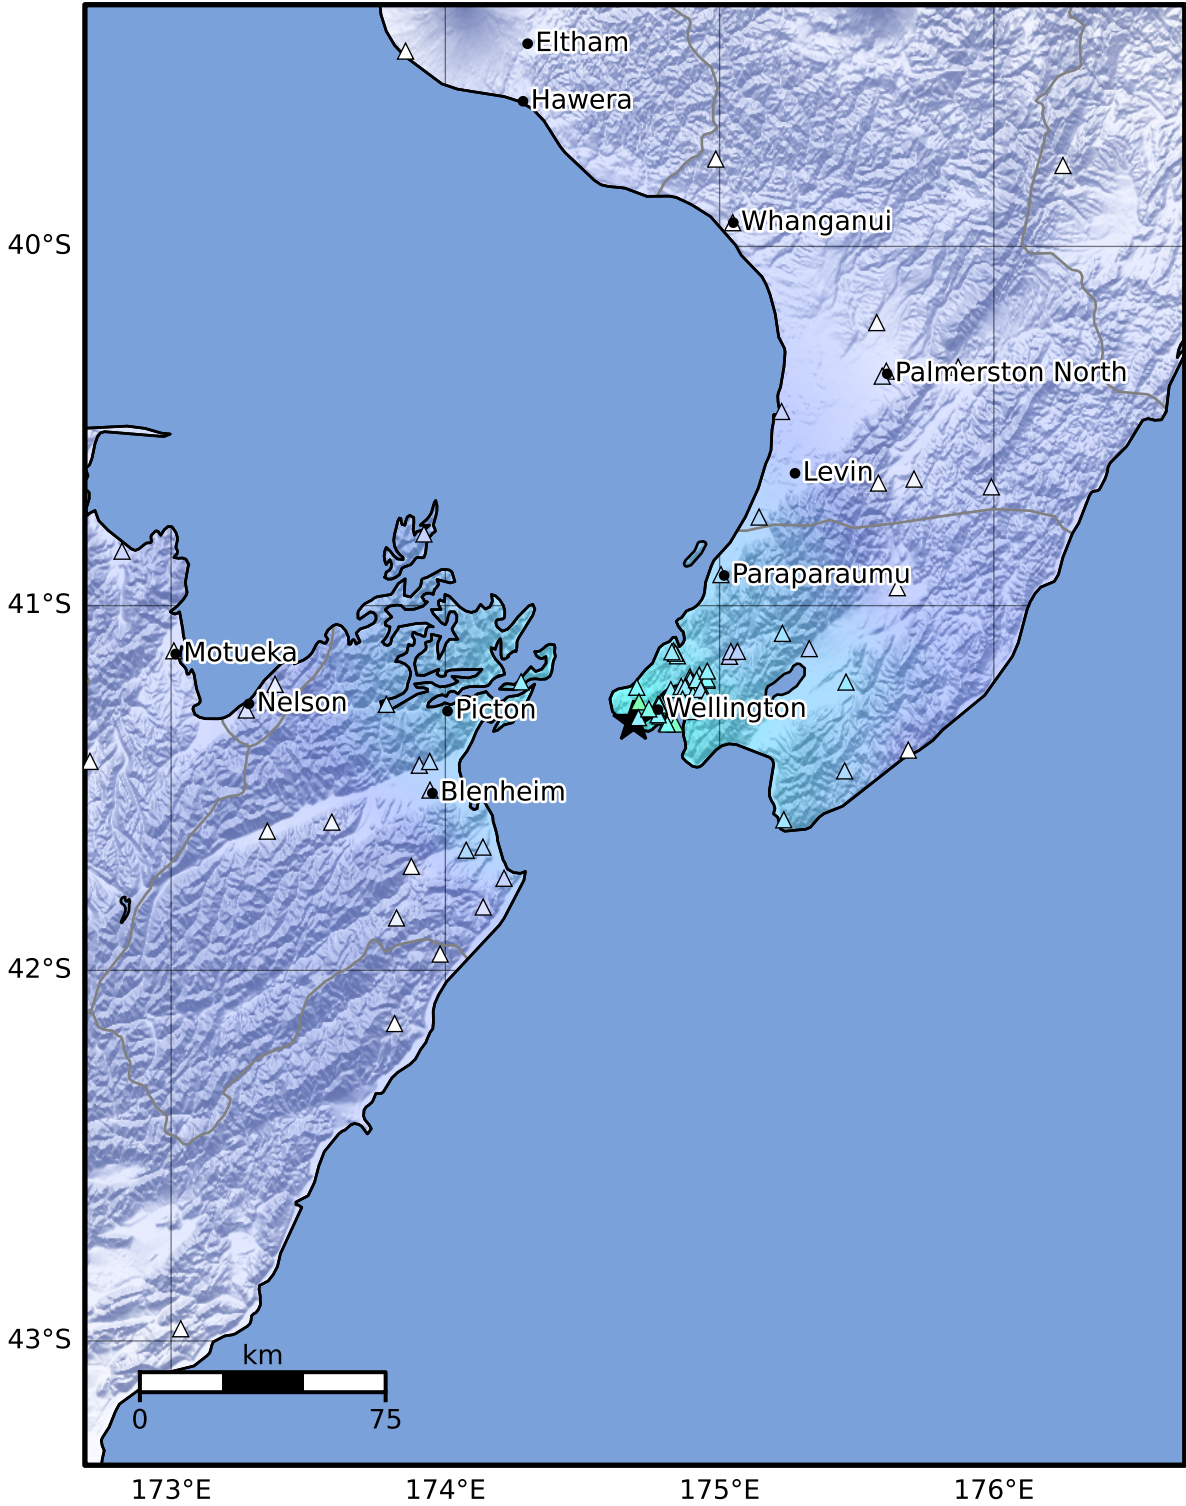 Eltham
Hawera
Whanganui
40°S
Palmerston North
Levin
Paraparaumu
41°S
Motueka
Nelson
Picton
Wellington
Blenheim
42°S
43°S
km
0
75
173°E
174°E
175°E
176°E